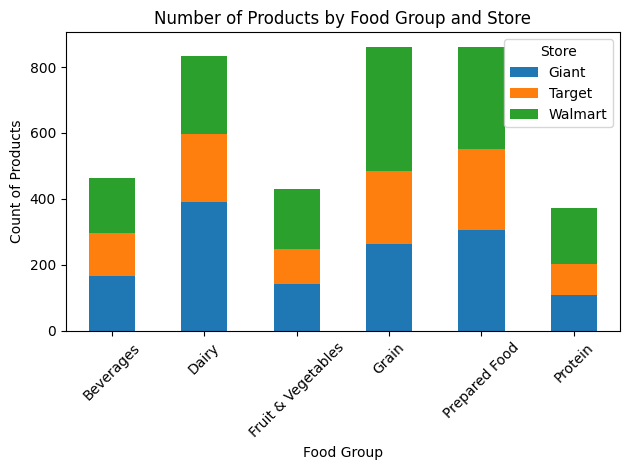 Number of Products by Food Group and Store
Count of Products
800
600
400
200
0
Store
Giant
Target
Walmart
Beverages
Dairy
Fruit & Vegetables
Grain
Prepared Food
Protein
Food Group